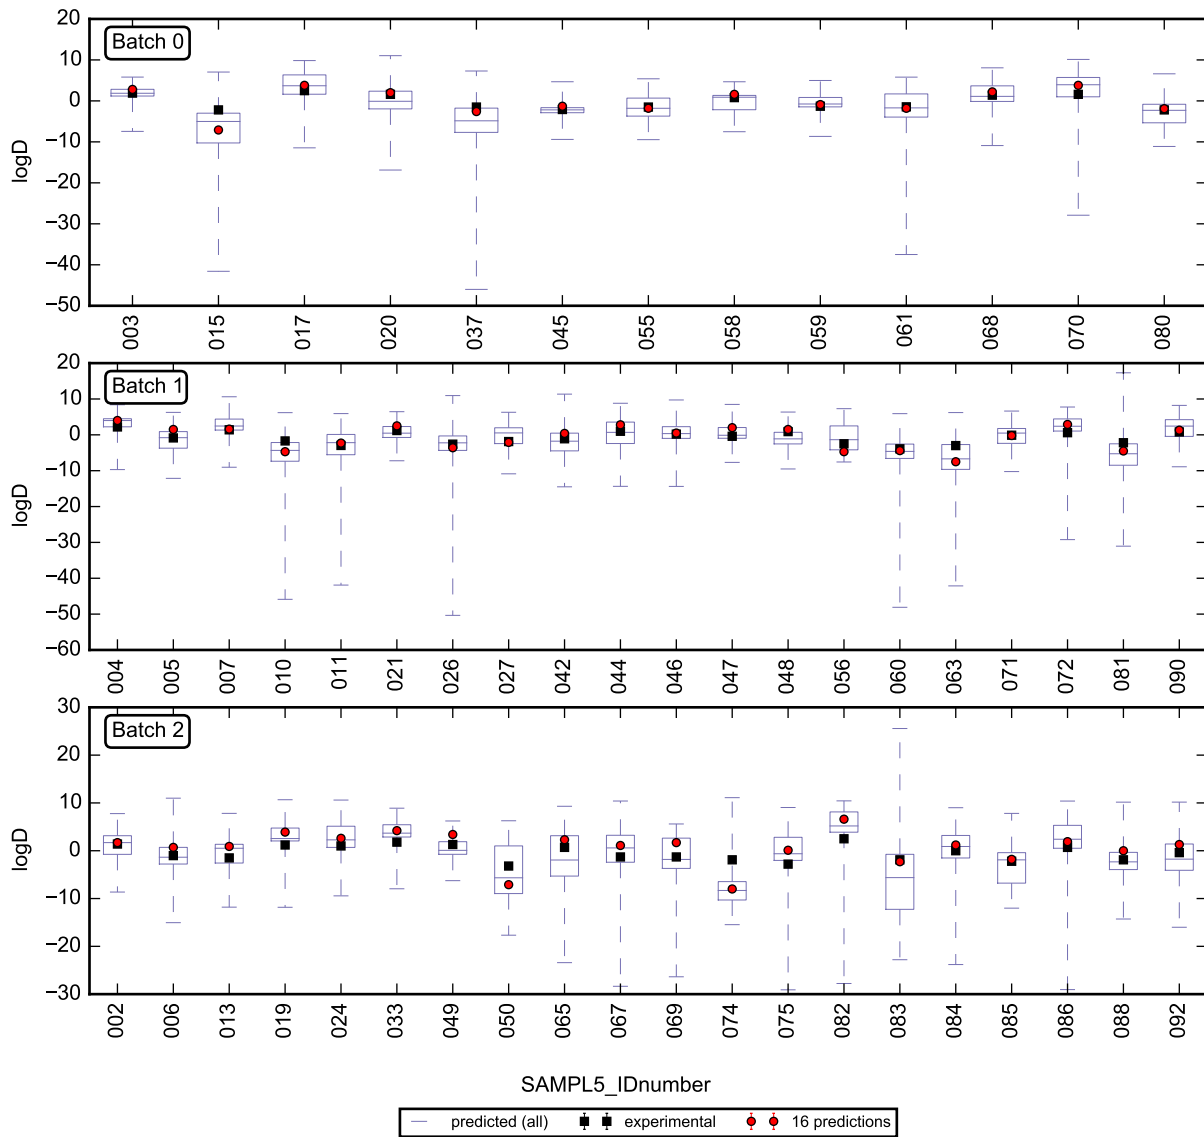 Batch 0
20
10
0
−10
−20
−30
−40
−50
logD
003 015 017 020 037 045 055 058 059 061 068 070 080
Batch 1
20
10
0
−10
−20
−30
−40
−50
−60
logD
004 005 007 010 011 021 026 027 042 044 046 047 048 056 060 063 071 072 081 090
Batch 2
30
20
10
0
−10
−20
−30
logD
002 006 013 019 024 033 049 050 065 067 069 074 075 082 083 084 085 086 088 092
SAMPL5_IDnumber
predicted (all) experimental 16 predictions